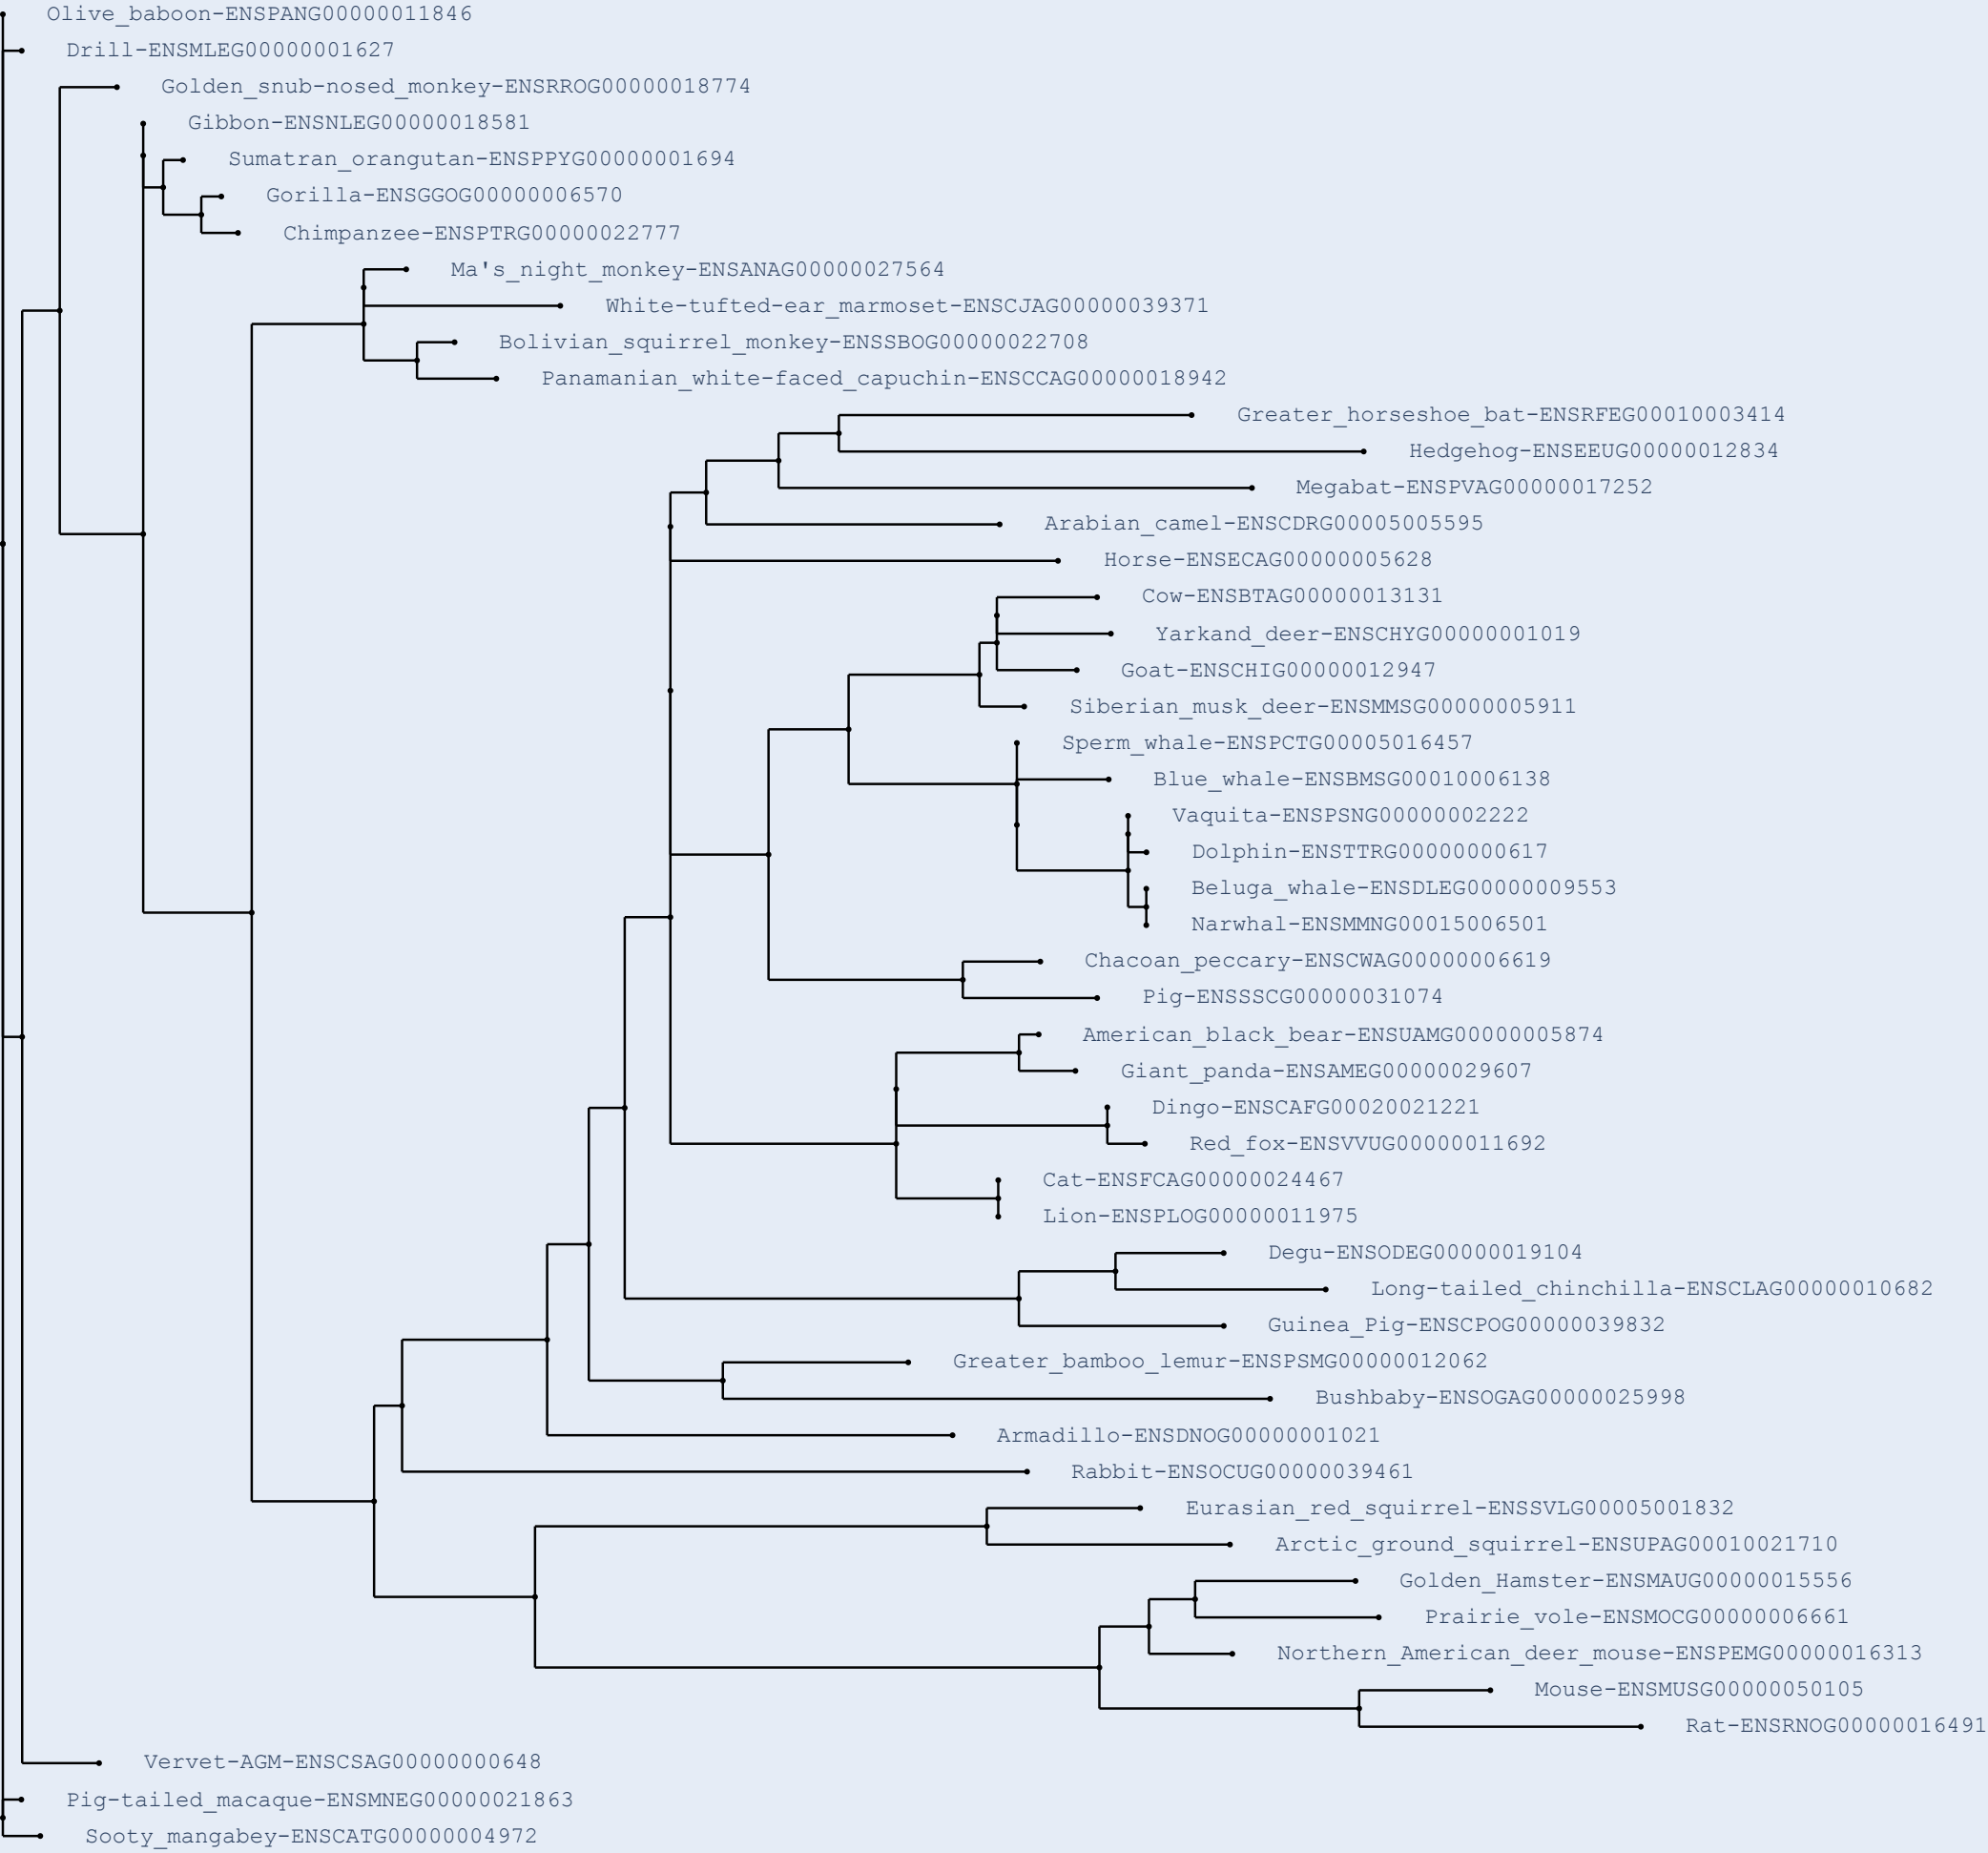 Olive_baboon-ENSPANG00000011846
Drill-ENSMLEG00000001627
Golden_snub-nosed_monkey-ENSRROG00000018774
Gibbon-ENSNLEG00000018581
Sumatran_orangutan-ENSPPYG00000001694
Gorilla-ENSGGOG00000006570
Chimpanzee-ENSPTRG00000022777
Ma's_night_monkey-ENSANAG00000027564
White-tufted-ear_marmoset-ENSCJAG00000039371
Bolivian_squirrel_monkey-ENSSBOG00000022708
Panamanian_white-faced_capuchin-ENSCCAG00000018942
Greater_horseshoe_bat-ENSRFEG00010003414
Hedgehog-ENSEEUG00000012834
Megabat-ENSPVAG00000017252
Arabian_camel-ENSCDRG00005005595
Horse-ENSECAG00000005628
Cow-ENSBTAG00000013131
Yarkand_deer-ENSCHYG00000001019
Goat-ENSCHIG00000012947
Siberian_musk_deer-ENSMMSG00000005911
Sperm_whale-ENSPCTG00005016457
Blue_whale-ENSBMSG00010006138
Vaquita-ENSPSNG00000002222
Dolphin-ENSTTRG00000000617
Beluga_whale-ENSDLEG00000009553
Narwhal-ENSMMNG00015006501
Chacoan_peccary-ENSCWAG00000006619
Pig-ENSSSCG00000031074
American_black_bear-ENSUAMG00000005874
Giant_panda-ENSAMEG00000029607
Dingo-ENSCAFG00020021221
Red_fox-ENSVVUG00000011692
Cat-ENSFCAG00000024467
Lion-ENSPLOG00000011975
Degu-ENSODEG00000019104
Long-tailed_chinchilla-ENSCLAG00000010682
Guinea_Pig-ENSCPOG00000039832
Greater_bamboo_lemur-ENSPSMG00000012062
Bushbaby-ENSOGAG00000025998
Armadillo-ENSDNOG00000001021
Rabbit-ENSOCUG00000039461
Eurasian_red_squirrel-ENSSVLG00005001832
Arctic_ground_squirrel-ENSUPAG00010021710
Golden_Hamster-ENSMAUG00000015556
Prairie_vole-ENSMOCG00000006661
Northern_American_deer_mouse-ENSPEMG00000016313
Mouse-ENSMUSG00000050105
Rat-ENSRNOG00000016491
Vervet-AGM-ENSCSAG00000000648
Pig-tailed_macaque-ENSMNEG00000021863
Sooty_mangabey-ENSCATG00000004972